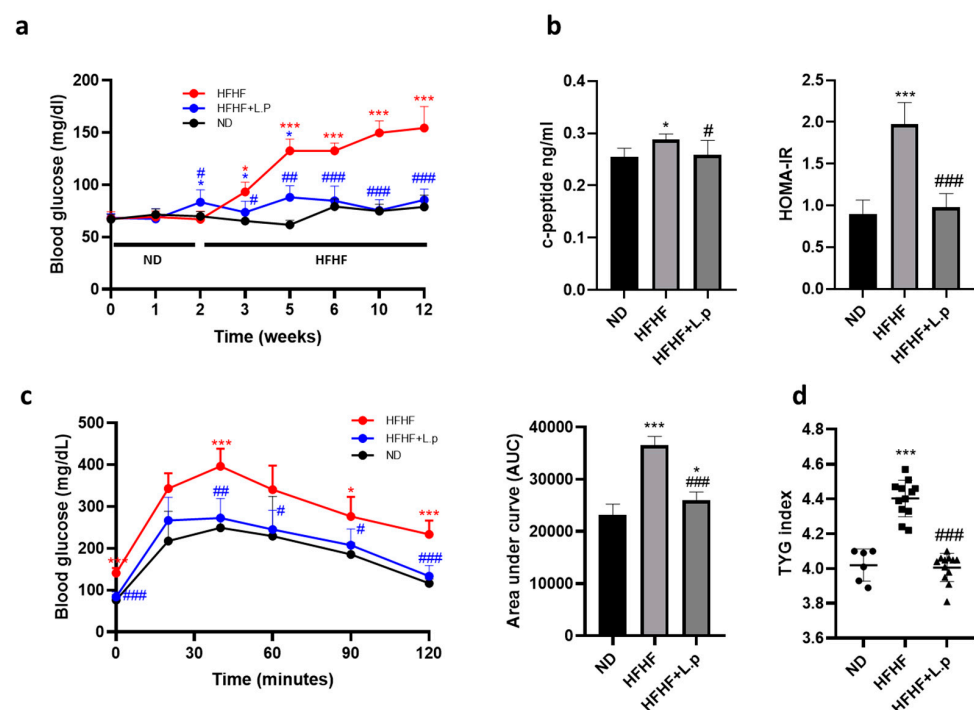 a
Blood glucose (mg/dl)
200
150
100
50
0
HFHF
HFHF+L.P
ND
#
*
*
*
#
***
*
##
***
###
***
###
***
###
ND
HFHF
0 1 2 3 5 6 10 12
Time (weeks)
b
c-peptide ng/ml
0.4
0.3
0.2
0.1
0.0
*
#
ND
HFHF
HFHF+L.p
HOMA-IR
2.5
2.0
1.5
1.0
0.5
0.0
***
###
ND
HFHF
HFHF+L.p
c
Blood glucose (mg/dL)
500
400
300
200
100
0
HFHF
HFHF+L.p
ND
***
###
***
##
#
*
#
***
###
0 30 60 90 120
Time (minutes)
Area under curve (AUC)
40000
30000
20000
10000
0
***
*
###
ND
HFHF
HFHF+L.p
d
TYG index
4.6
4.4
4.2
4.0
3.8
3.6
***
###
ND
HFHF
HFHF+L.p